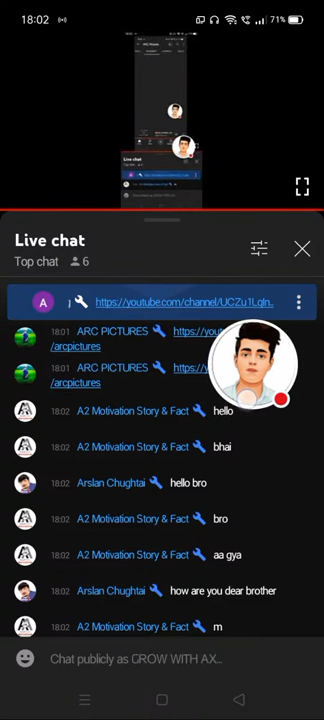 18:02
71%
Live chat
Top chat 6
A
https://youtube.com/channel/UCZu1LqIn..
18:01 ARC PICTURES https://you
/arcpictures
18:01 ARC PICTURES https://y
/arcpictures
18:02 A2 Motivation Story & Fact hello
18:02 A2 Motivation Story & Fact bhai
18:02 Arslan Chughtai hello bro
18:02 A2 Motivation Story & Fact bro
18:02 A2 Motivation Story & Fact aa gya
18:02 Arslan Chughtai how are you dear brother
18:02 A2 Motivation Story & Fact m
Chat publicly as GROW WITH AX...